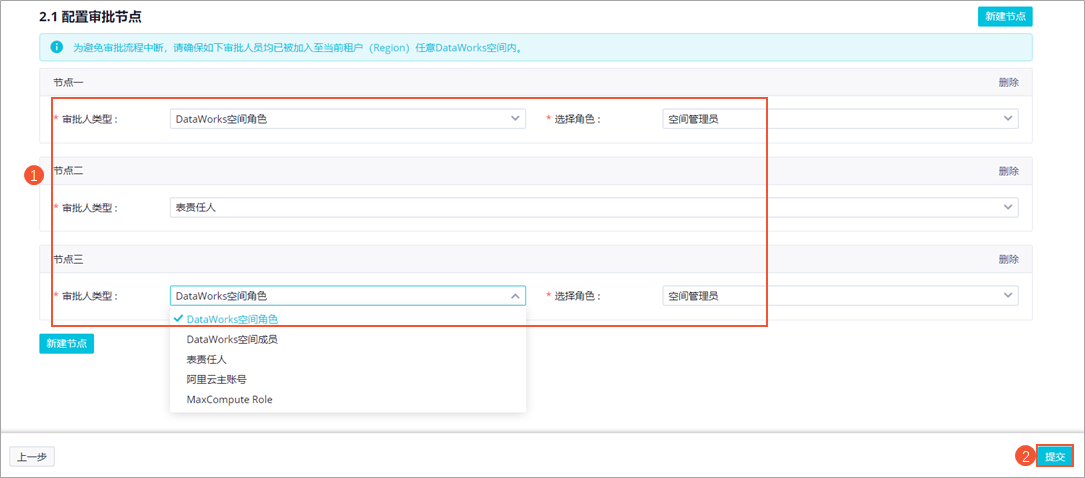 2.1 配置审批节点 新建节点
为避免审批流程中断，请确保如下审批人员均已被加入至当前租户（Region）任意DataWorks空间内。
节点一 删除
* 审批人类型： DataWorks空间角色 * 选择角色： 空间管理员
1 节点二 删除
* 审批人类型： 表责任人
节点三 删除
* 审批人类型： DataWorks空间角色 * 选择角色： 空间管理员
DataWorks空间角色
DataWorks空间成员
新建节点
表责任人
阿里云主账号
MaxCompute Role
上一步 2 提交